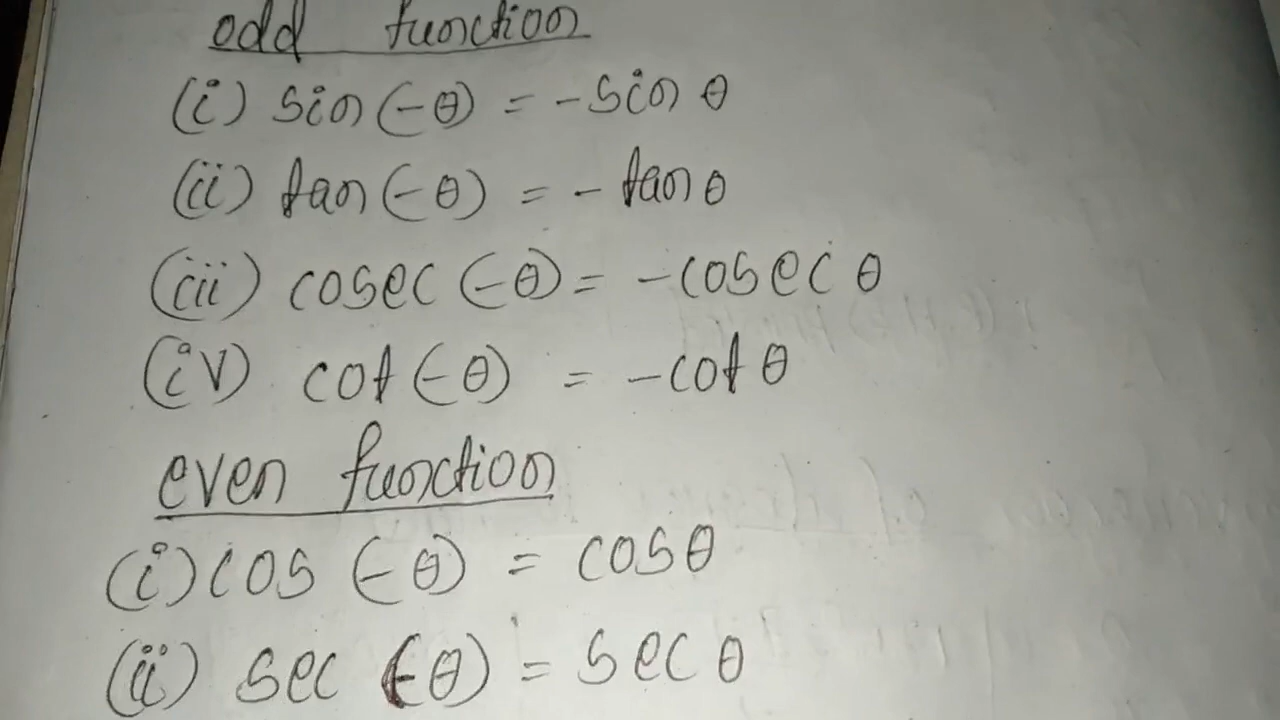 odd function
(i) sin(-θ) = -sin θ
(ii) tan(-θ) = - tan θ
(iii) cosec (-θ) = -cosec θ
(iv) cot(-θ) = -cot θ
even function
(i) cos (-θ) = cosθ
(ii) sec (-θ) = sec θ